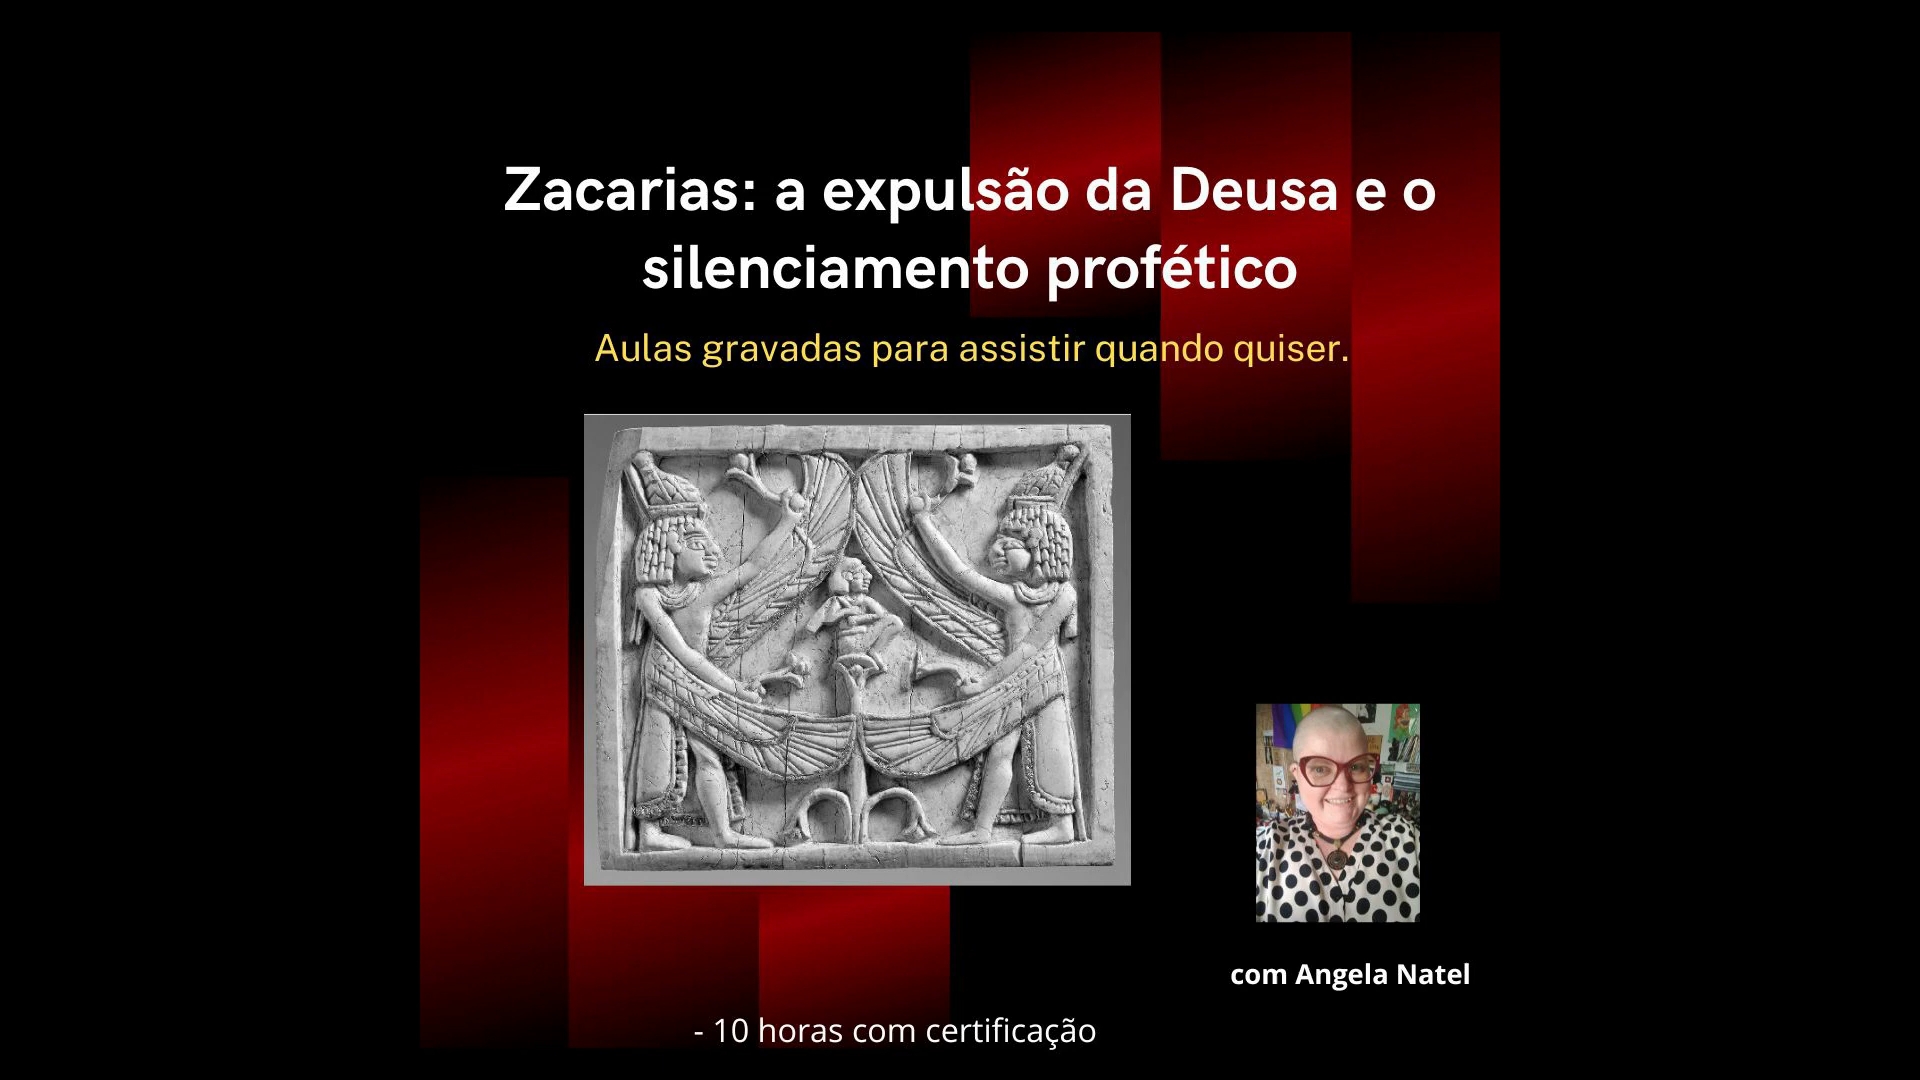 Zacarias: a expulsão da Deusa e o
silenciamento profético
Aulas gravadas para assistir quando quiser.
com Angela Natel
- 10 horas com certificação